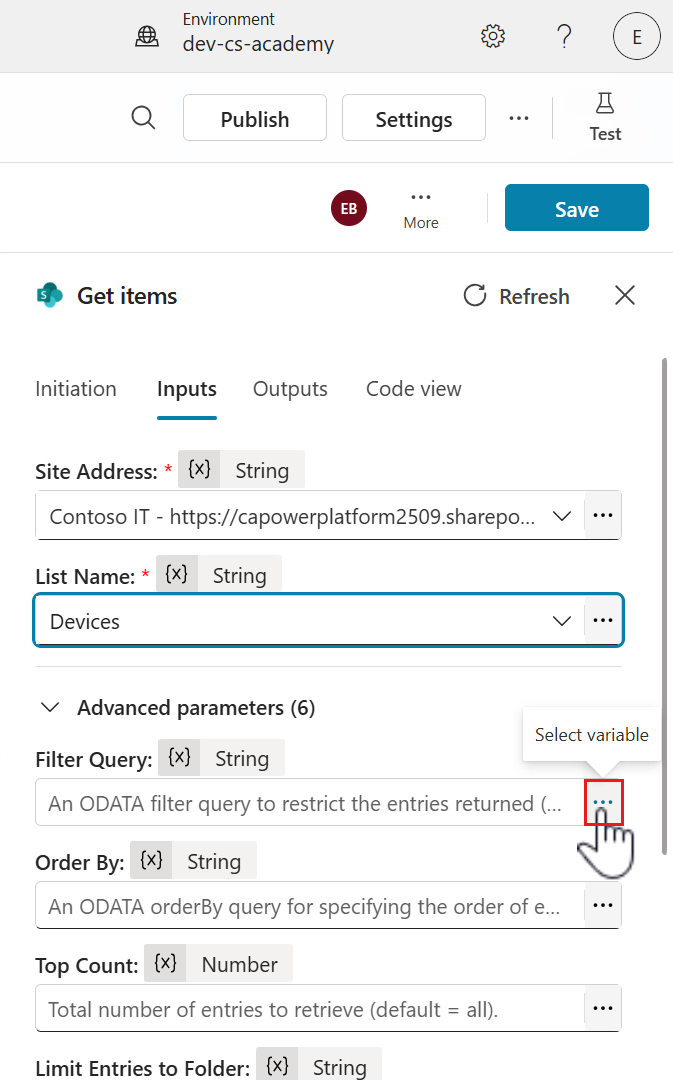 Environment
dev-cs-academy
?
E
Publish
Settings
...
Test
EB
...
More
Save
S
Get items
Refresh
Initiation
Inputs
Outputs
Code view
Site Address: * {x} String
Contoso IT - https://capowerplatform2509.sharepo... ...
List Name: * {x} String
Devices ...
Advanced parameters (6)
Select variable
Filter Query: {x} String
An ODATA filter query to restrict the entries returned (... ...
Order By: {x} String
An ODATA orderBy query for specifying the order of e... ...
Top Count: {x} Number
Total number of entries to retrieve (default = all). ...
Limit Entries to Folder: {x} String